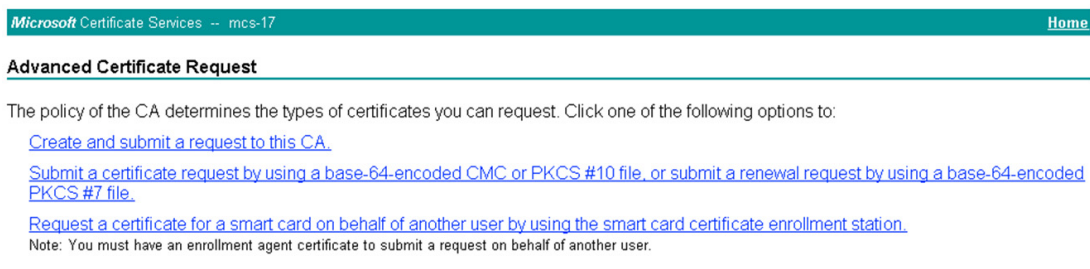 Microsoft Certificate Services -- mcs-17 Home
Advanced Certificate Request
The policy of the CA determines the types of certificates you can request. Click one of the following options to:
Create and submit a request to this CA.
Submit a certificate request by using a base-64-encoded CMC or PKCS #10 file, or submit a renewal request by using a base-64-encoded
PKCS #7 file.
Request a certificate for a smart card on behalf of another user by using the smart card certificate enrollment station.
Note: You must have an enrollment agent certificate to submit a request on behalf of another user.